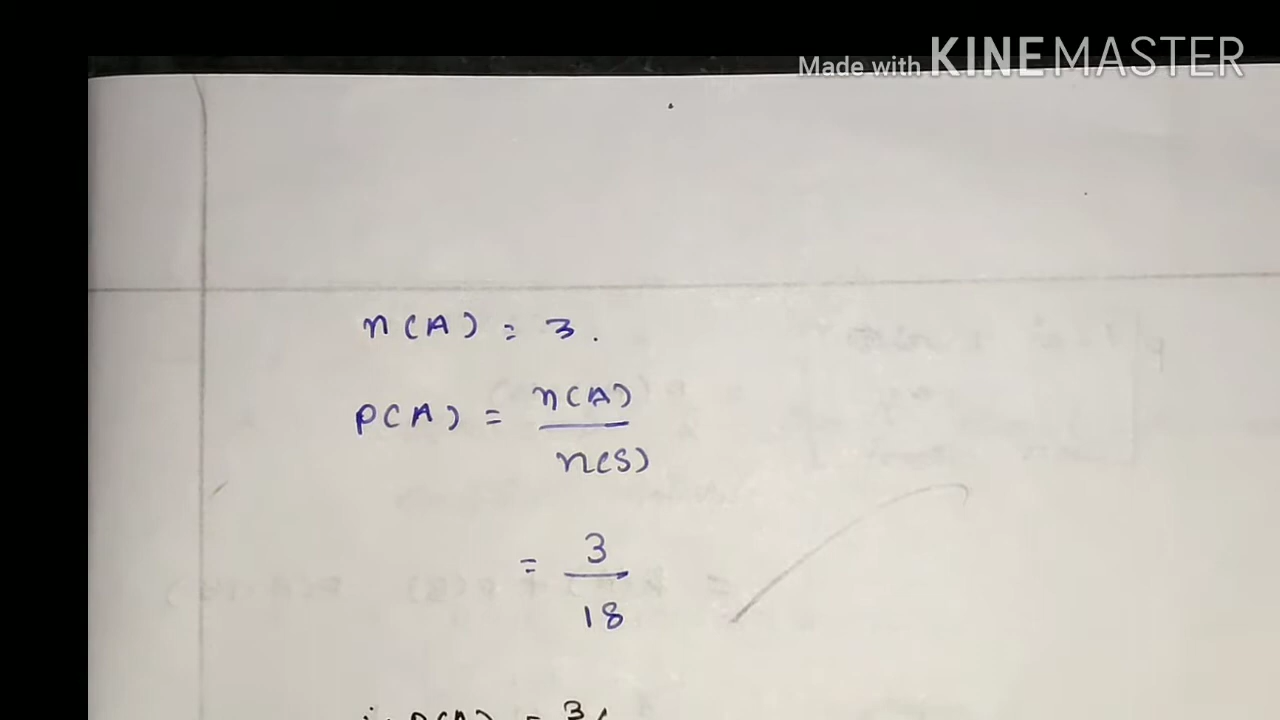 Made with KINEMASTER
n(A) = 3.
P(A) = n(A)/n(S)
= 3/18